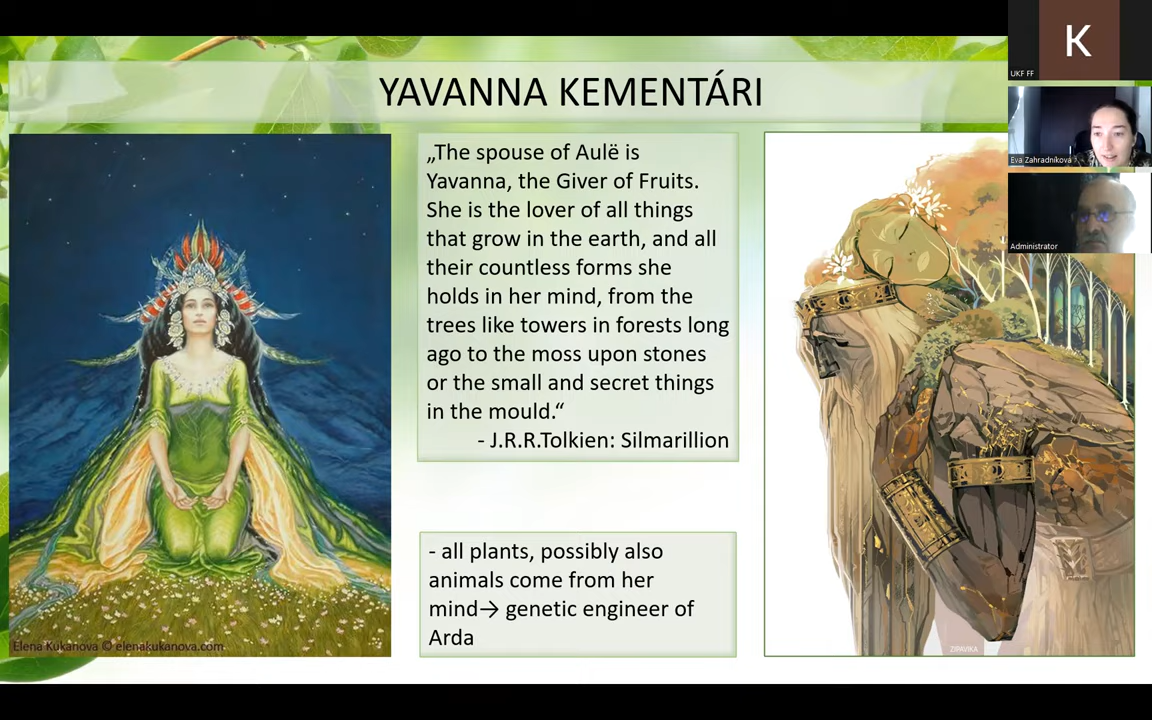 YAVANNA KEMENTÁRI
„The spouse of Aulë is
Yavanna, the Giver of Fruits.
She is the lover of all things
that grow in the earth, and all
their countless forms she
holds in her mind, from the
trees like towers in forests long
ago to the moss upon stones
or the small and secret things
in the mould.“
- J.R.R.Tolkien: Silmarillion
- all plants, possibly also
animals come from her
mind→ genetic engineer of
Arda
Elena Kukanova © elenakukanova.com
ZIPAVIKA
K
UKF FF
Eva Zahradníková
Administrator